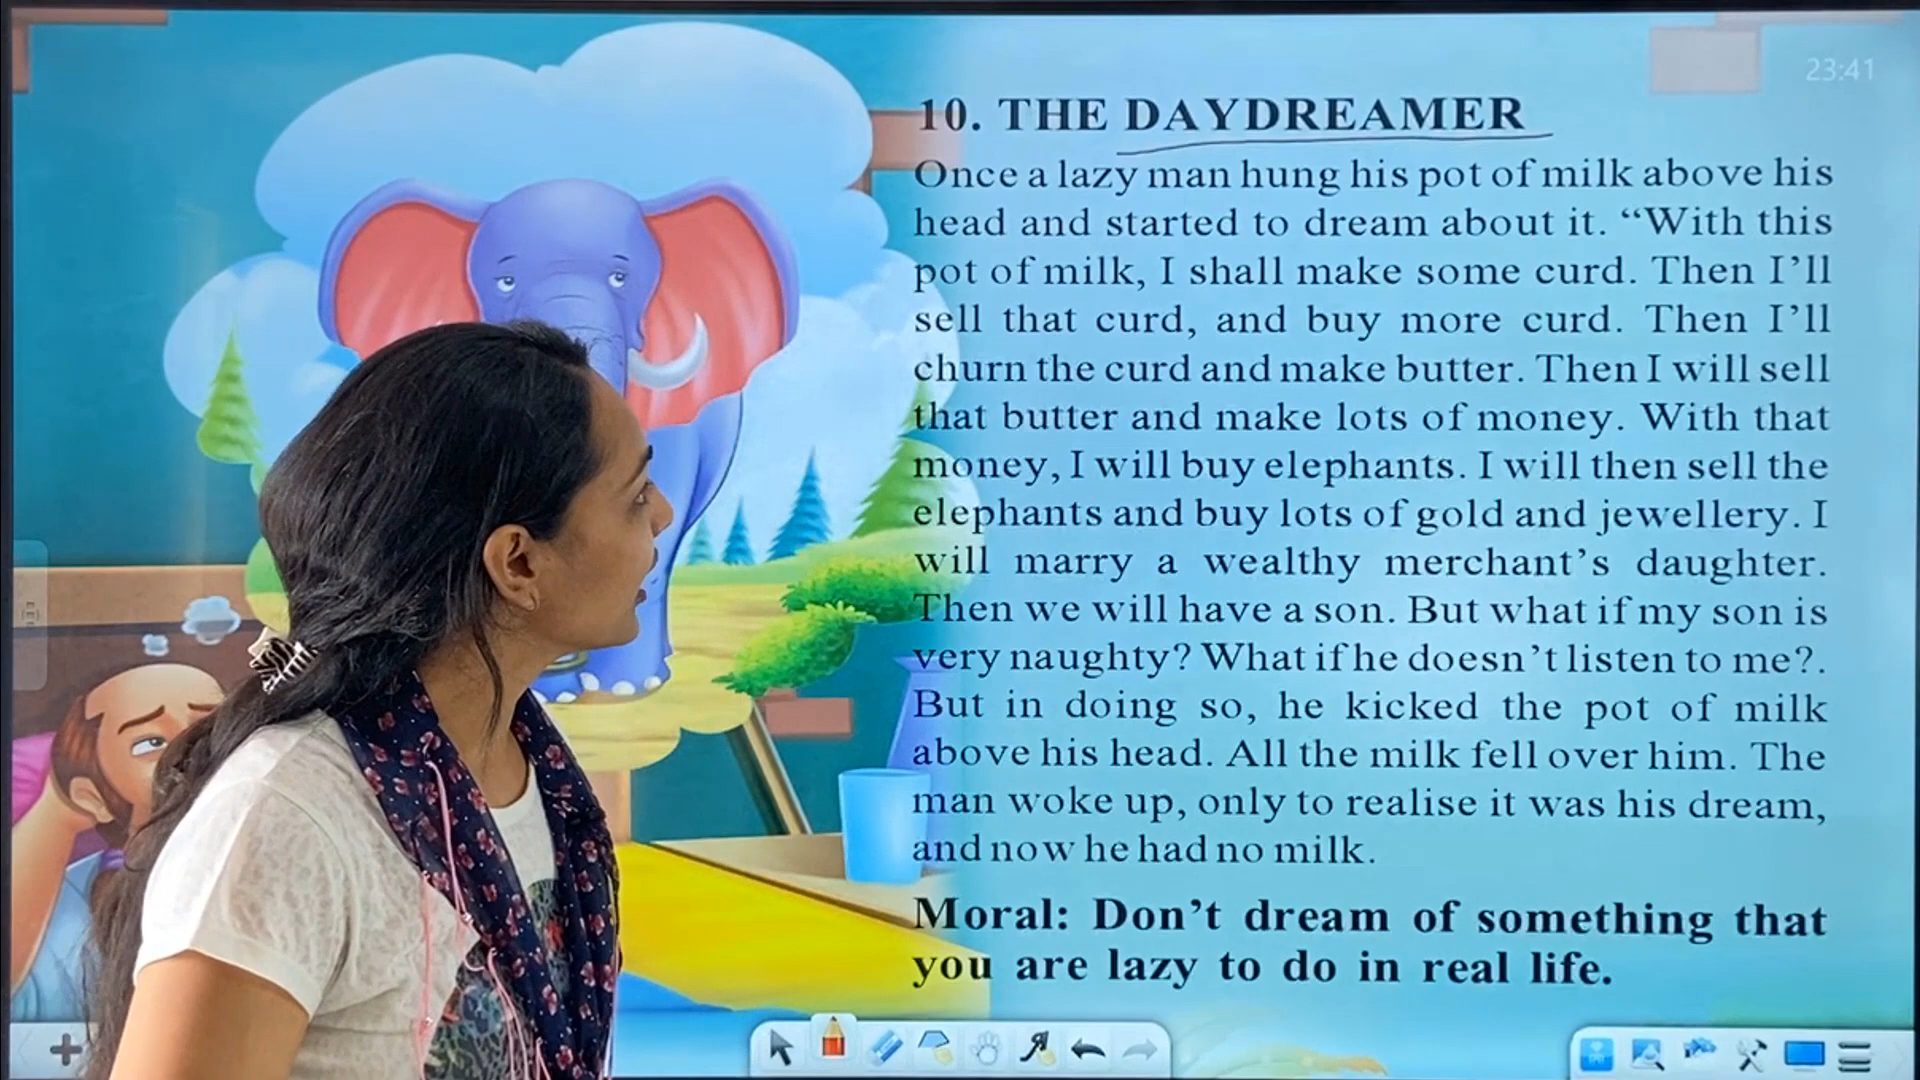 23:41
10. THE DAYDREAMER
Once a lazy man hung his pot of milk above his
head and started to dream about it. “With this
pot of milk, I shall make some curd. Then I’ll
sell that curd, and buy more curd. Then I’ll
churn the curd and make butter. Then I will sell
that butter and make lots of money. With that
money, I will buy elephants. I will then sell the
elephants and buy lots of gold and jewellery. I
will marry a wealthy merchant’s daughter.
Then we will have a son. But what if my son is
very naughty? What if he doesn’t listen to me?.
But in doing so, he kicked the pot of milk
above his head. All the milk fell over him. The
man woke up, only to realise it was his dream,
and now he had no milk.
Moral: Don’t dream of something that
you are lazy to do in real life.